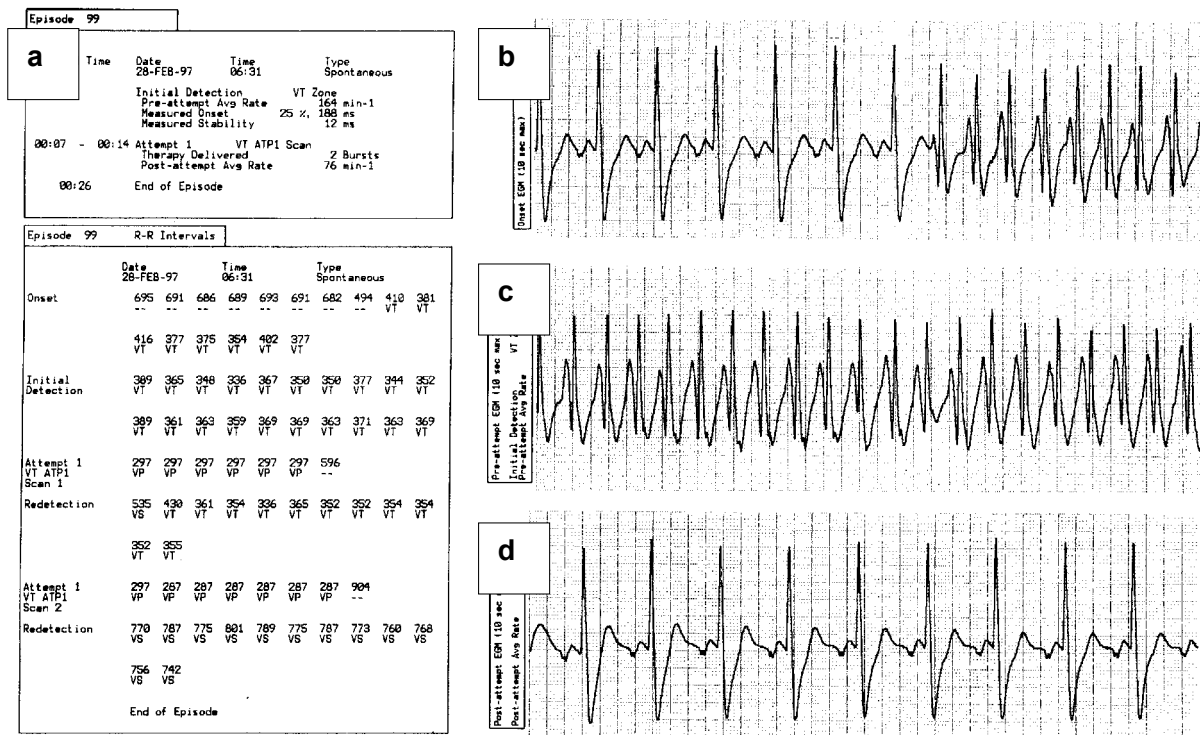 Episode 99
a
Time Date Time Type
28-FEB-97 06:31 Spontaneous
Initial Detection VT Zone
Pre-attempt Avg Rate 164 min-1
Measured Onset 25 %, 188 ms
Measured Stability 12 ms
00:07 - 00:14 Attempt 1 VT ATP1 Scan
Therapy Delivered 2 Bursts
Post-attempt Avg Rate 76 min-1
00:26 End of Episode
Episode 99 R-R Intervals
Date Time Type
28-FEB-97 06:31 Spontaneous
Onset 695 691 686 689 693 691 682 494 410 381
-- -- -- -- -- -- -- -- VT VT
416 377 375 354 402 377
VT VT VT VT VT VT
Initial Detection 389 365 348 336 367 350 350 377 344 352
VT VT VT VT VT VT VT VT VT VT
389 361 363 359 369 369 363 371 363 369
VT VT VT VT VT VT VT VT VT VT
Attempt 1 297 297 297 297 297 297 596
VT ATP1 VP VP VP VP VP VP --
Scan 1
Redetection 535 430 361 354 336 365 352 352 354 354
VS VT VT VT VT VT VT VT VT VT
352 355
VT VT
Attempt 1 297 287 287 287 287 287 287 904
VT ATP1 VP VP VP VP VP VP VP --
Scan 2
Redetection 770 787 775 801 789 775 787 773 760 768
VS VS VS VS VS VS VS VS VS VS
756 742
VS VS
End of Episode
b
Onset EGM (10 sec max)
c
Pre-attempt EGM (10 sec max
Initial Detection VT
Pre-attempt Avg Rate
d
Post-attempt EGM (10 sec
Post-attempt Avg Rate